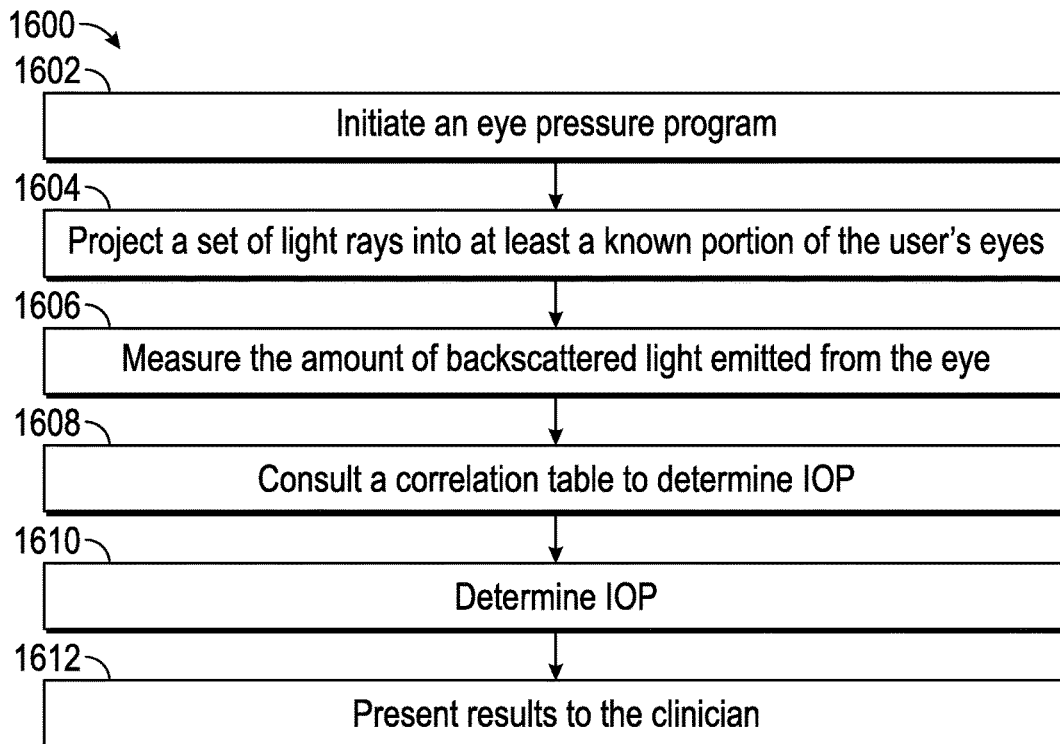 1600
1602
Initiate an eye pressure program
1604
Project a set of light rays into at least a known portion of the user's eyes
1606
Measure the amount of backscattered light emitted from the eye
1608
Consult a correlation table to determine IOP
1610
Determine IOP
1612
Present results to the clinician